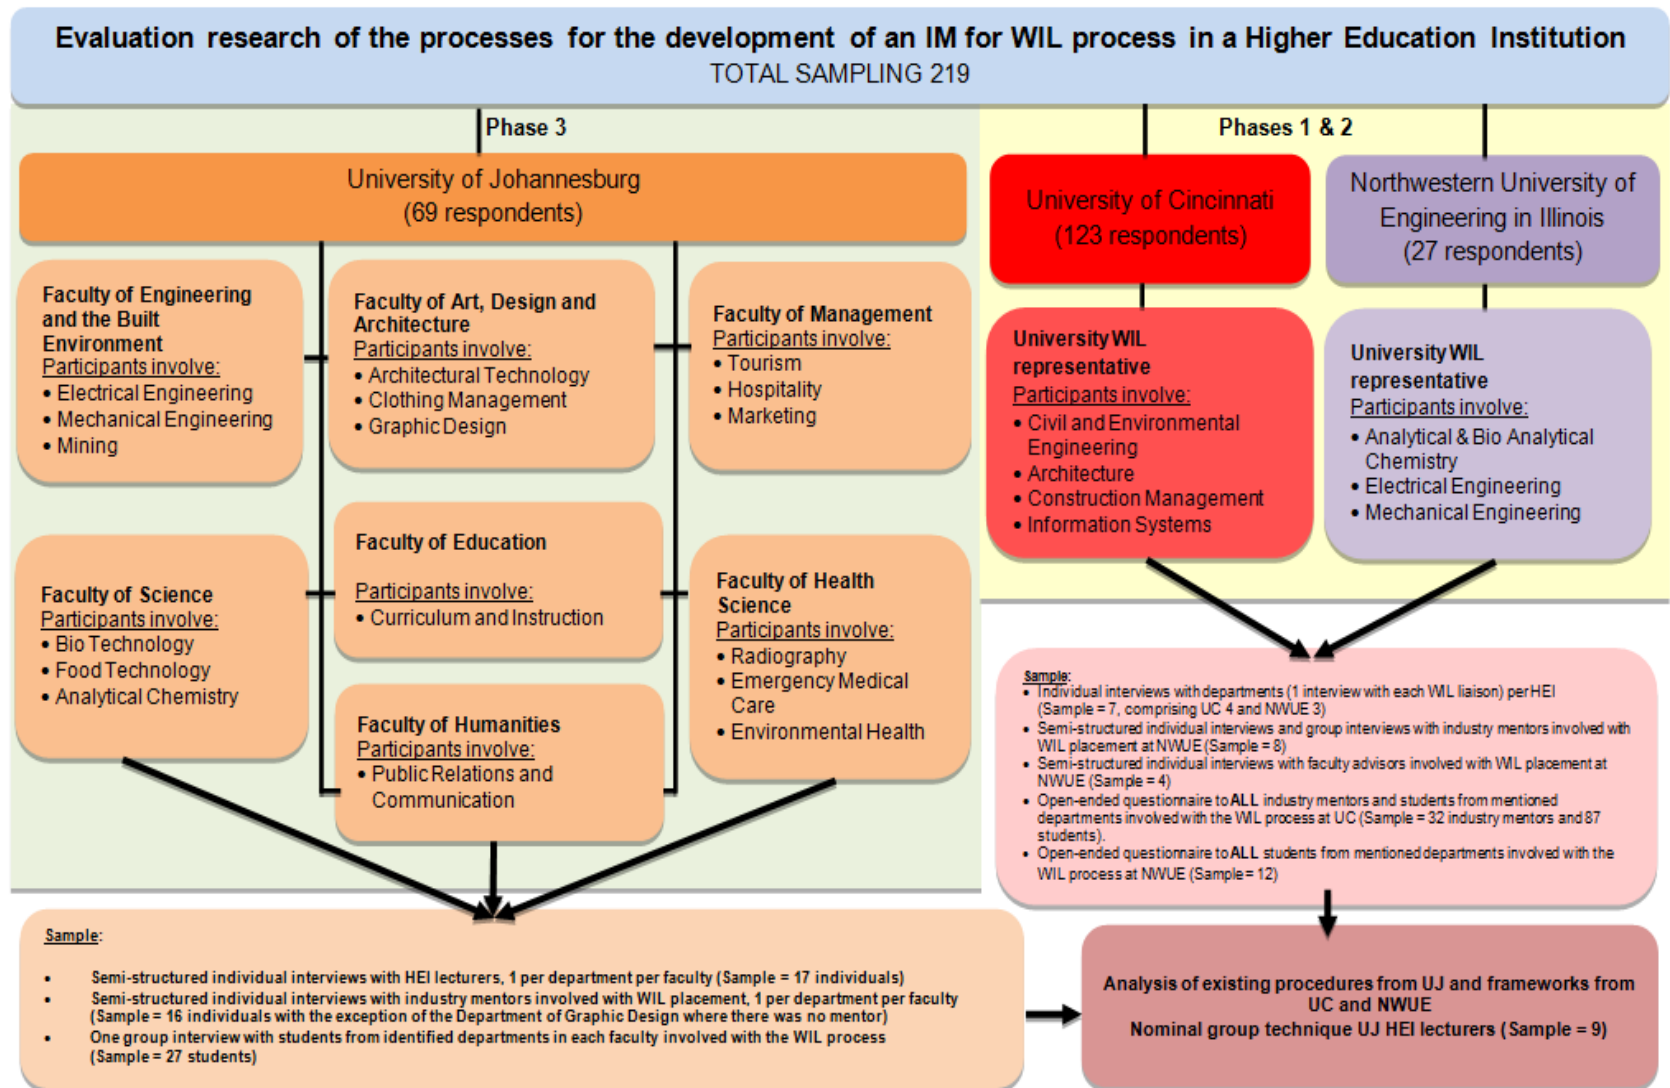 Evaluation research of the processes for the development of an IM for WIL process in a Higher Education Institution
TOTAL SAMPLING 219
Phase 3
University of Johannesburg
(69 respondents)
Faculty of Engineering
and the Built
Environment
Participants involve:
• Electrical Engineering
• Mechanical Engineering
• Mining
Faculty of Art, Design and
Architecture
Participants involve:
• Architectural Technology
• Clothing Management
• Graphic Design
Faculty of Management
Participants involve:
• Tourism
• Hospitality
• Marketing
Faculty of Science
Participants involve:
• Bio Technology
• Food Technology
• Analytical Chemistry
Faculty of Education
Participants involve:
• Curriculum and Instruction
Faculty of Health
Science
Participants involve:
• Radiography
• Emergency Medical
Care
• Environmental Health
Faculty of Humanities
Participants involve:
• Public Relations and
Communication
Sample:
• Semi-structured individual interviews with HEI lecturers, 1 per department per faculty (Sample = 17 individuals)
• Semi-structured individual interviews with industry mentors involved with WIL placement, 1 per department per faculty
(Sample = 16 individuals with the exception of the Department of Graphic Design where there was no mentor)
• One group interview with students from identified departments in each faculty involved with the WIL process
(Sample = 27 students)
Phases 1 & 2
University of Cincinnati
(123 respondents)
Northwestern University of
Engineering in Illinois
(27 respondents)
University WIL
representative
Participants involve:
• Civil and Environmental
Engineering
• Architecture
• Construction Management
• Information Systems
University WIL
representative
Participants involve:
• Analytical & Bio Analytical
Chemistry
• Electrical Engineering
• Mechanical Engineering
Sample:
• Individual interviews with departments (1 interview with each WIL liaison) per HEI
(Sample = 7, comprising UC 4 and NWUE 3)
• Semi-structured individual interviews and group interviews with industry mentors involved with
WIL placement at NWUE (Sample = 8)
• Semi-structured individual interviews with faculty advisors involved with WIL placement at
NWUE (Sample = 4)
• Open-ended questionnaire to ALL industry mentors and students from mentioned
departments involved with the WIL process at UC (Sample = 32 industry mentors and 87
students).
• Open-ended questionnaire to ALL students from mentioned departments involved with the
WIL process at NWUE (Sample = 12)
Analysis of existing procedures from UJ and frameworks from
UC and NWUE
Nominal group technique UJ HEI lecturers (Sample = 9)